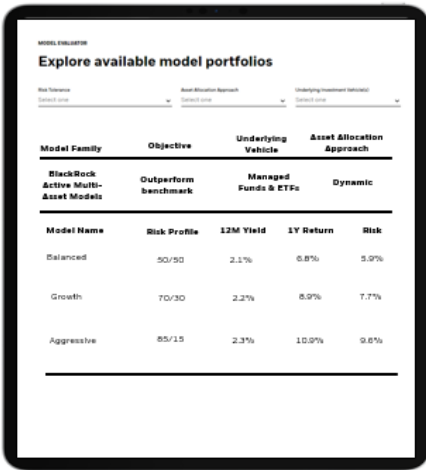 MODEL EVALUATOR
Explore available model portfolios
Risk Tolerance Asset Allocation Approach Underlying Investment Vehicle(s)
Select one Select one Select one
Model Family Objective Underlying Vehicle Asset Allocation Approach
BlackRock Active Multi-Asset Models Outperform benchmark Managed Funds & ETFs Dynamic
Model Name Risk Profile 12M Yield 1Y Return Risk
Balanced 50/50 2.1% 6.8% 5.9%
Growth 70/30 2.2% 8.9% 7.7%
Aggressive 85/15 2.3% 10.9% 9.6%